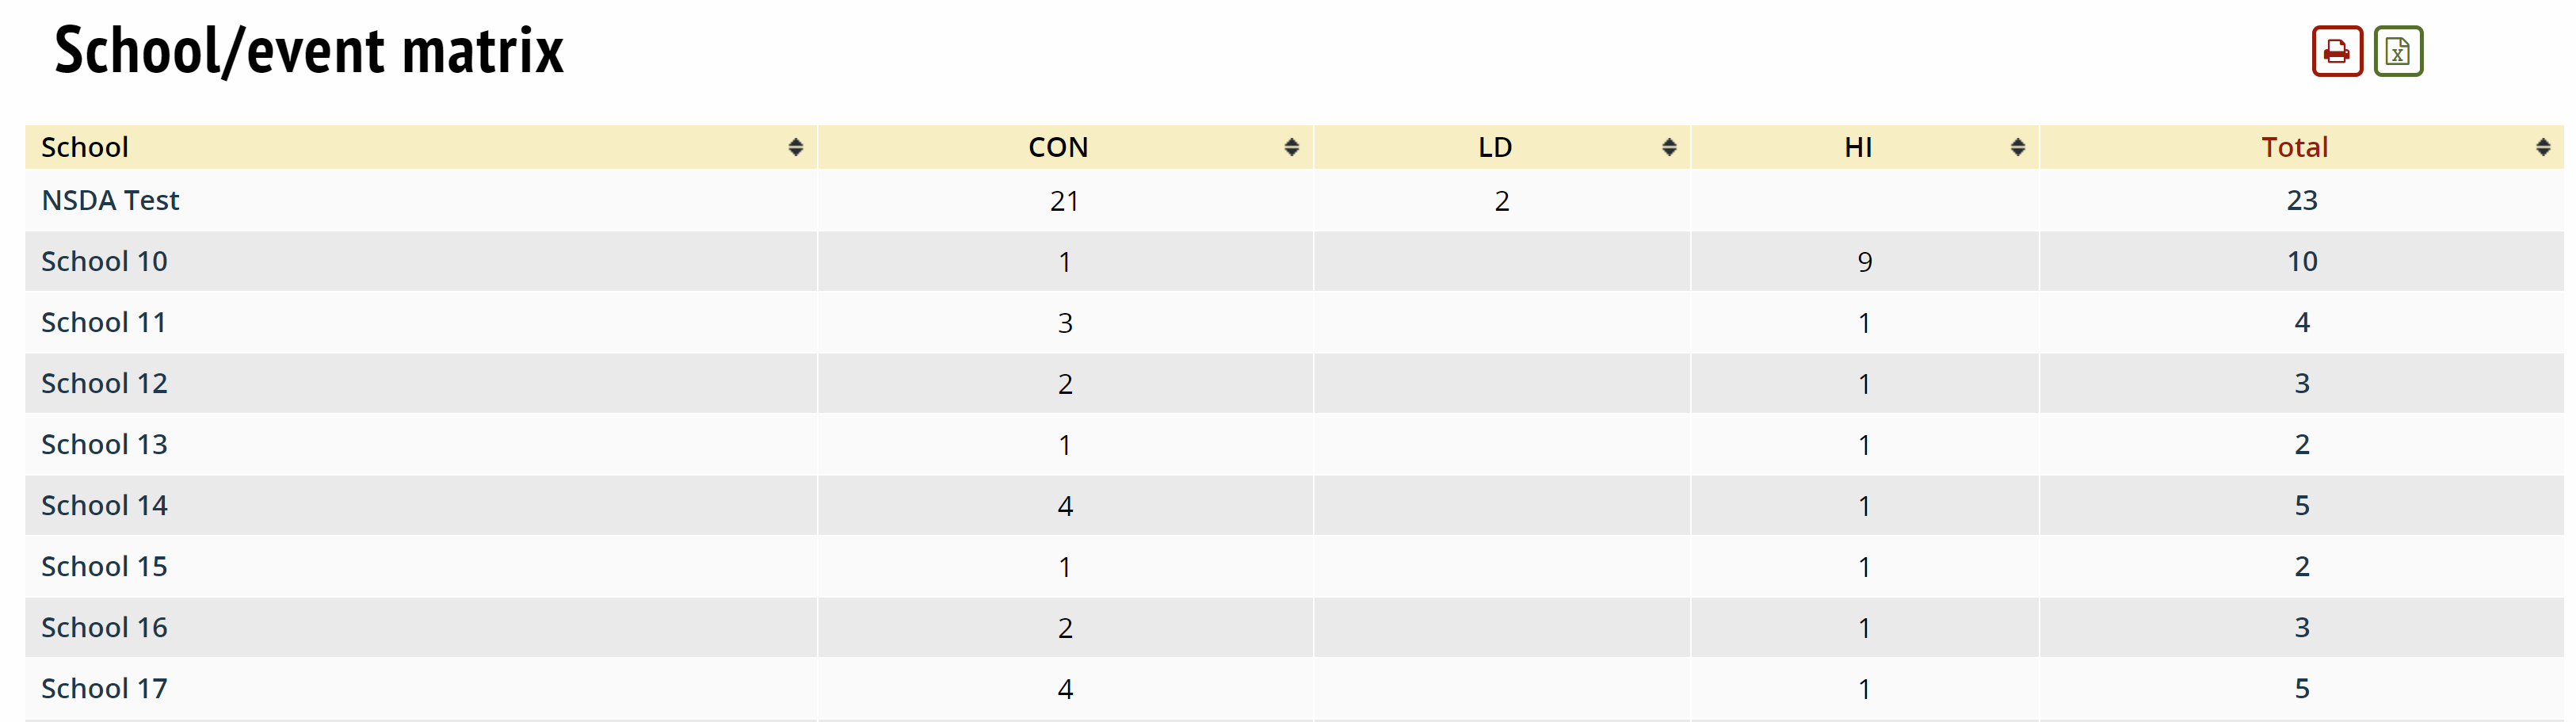 School/event matrix
School CON LD HI Total
NSDA Test 21 2 23
School 10 1 9 10
School 11 3 1 4
School 12 2 1 3
School 13 1 1 2
School 14 4 1 5
School 15 1 1 2
School 16 2 1 3
School 17 4 1 5